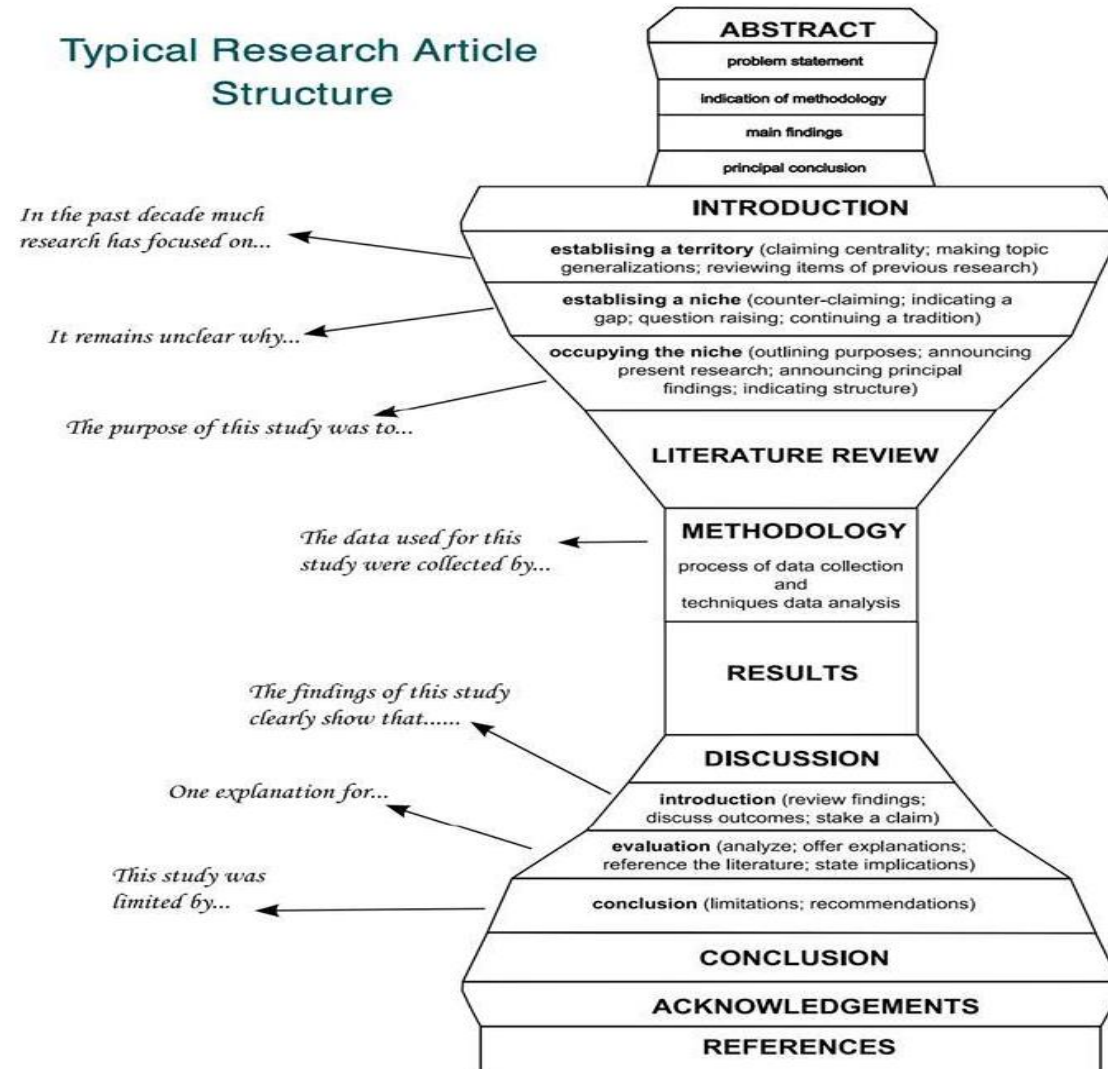 Typical Research Article
Structure
ABSTRACT
problem statement
indication of methodology
main findings
principal conclusion
INTRODUCTION
In the past decade much
research has focused on...
establising a territory (claiming centrality; making topic
generalizations; reviewing items of previous research)
It remains unclear why...
establising a niche (counter-claiming; indicating a
gap; question raising; continuing a tradition)
The purpose of this study was to...
occupying the niche (outlining purposes; announcing
present research; announcing principal
findings; indicating structure)
LITERATURE REVIEW
The data used for this
study were collected by...
METHODOLOGY
process of data collection
and
techniques data analysis
RESULTS
The findings of this study
clearly show that......
DISCUSSION
introduction (review findings;
discuss outcomes; stake a claim)
One explanation for...
evaluation (analyze; offer explanations;
reference the literature; state implications)
This study was
limited by...
conclusion (limitations; recommendations)
CONCLUSION
ACKNOWLEDGEMENTS
REFERENCES